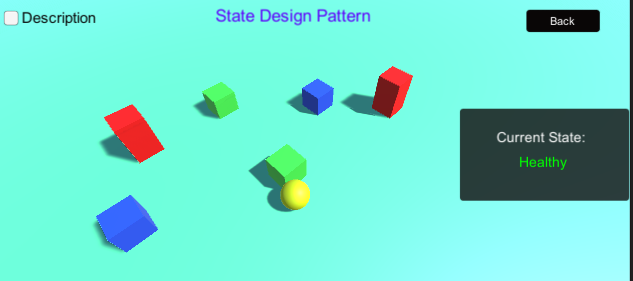 Description
State Design Pattern
Back
Current State:
Healthy